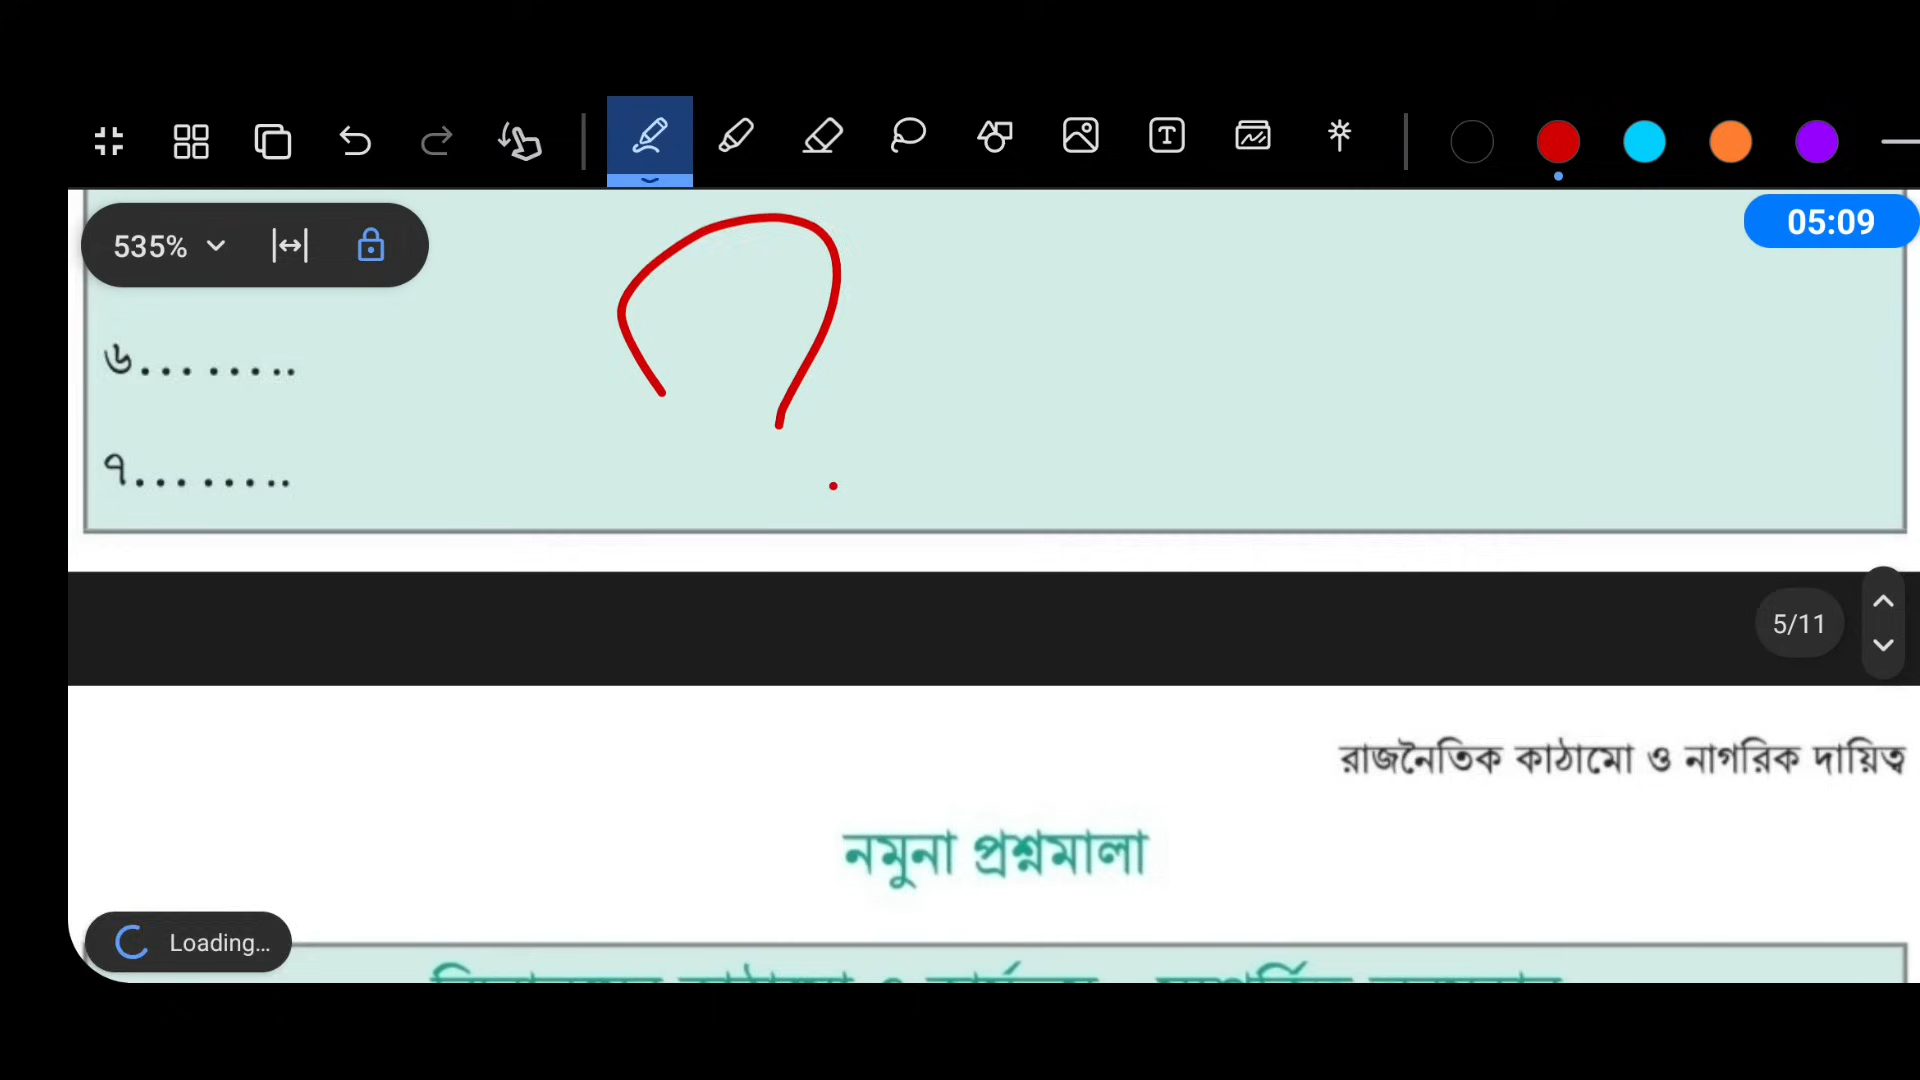 535%
05:09
৬........
৭........
5/11
রাজনৈতিক কাঠামো ও নাগরিক দায়িত্ব
নমুনা প্রশ্নমালা
Loading...